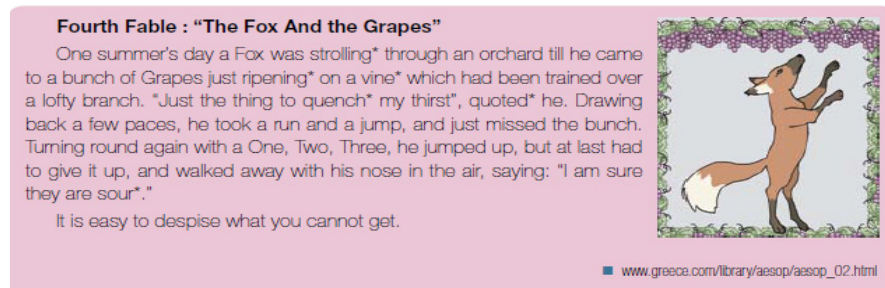 Fourth Fable : “The Fox And the Grapes”
One summer's day a Fox was strolling* through an orchard till he came
to a bunch of Grapes just ripening* on a vine* which had been trained over
a lofty branch. “Just the thing to quench* my thirst”, quoted* he. Drawing
back a few paces, he took a run and a jump, and just missed the bunch.
Turning round again with a One, Two, Three, he jumped up, but at last had
to give it up, and walked away with his nose in the air, saying: “I am sure
they are sour*.”
It is easy to despise what you cannot get.
www.greece.com/library/aesop/aesop_02.html